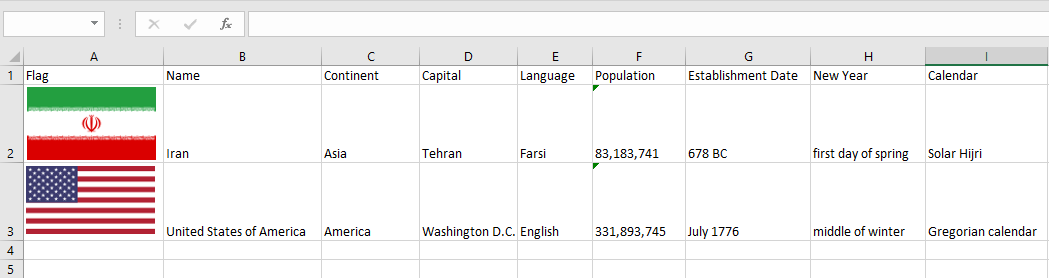 fx
A B C D E F G H I
1 Flag Name Continent Capital Language Population Establishment Date New Year Calendar
2 Iran Asia Tehran Farsi 83,183,741 678 BC first day of spring Solar Hijri
3 United States of America America Washington D.C. English 331,893,745 July 1776 middle of winter Gregorian calendar
4
5